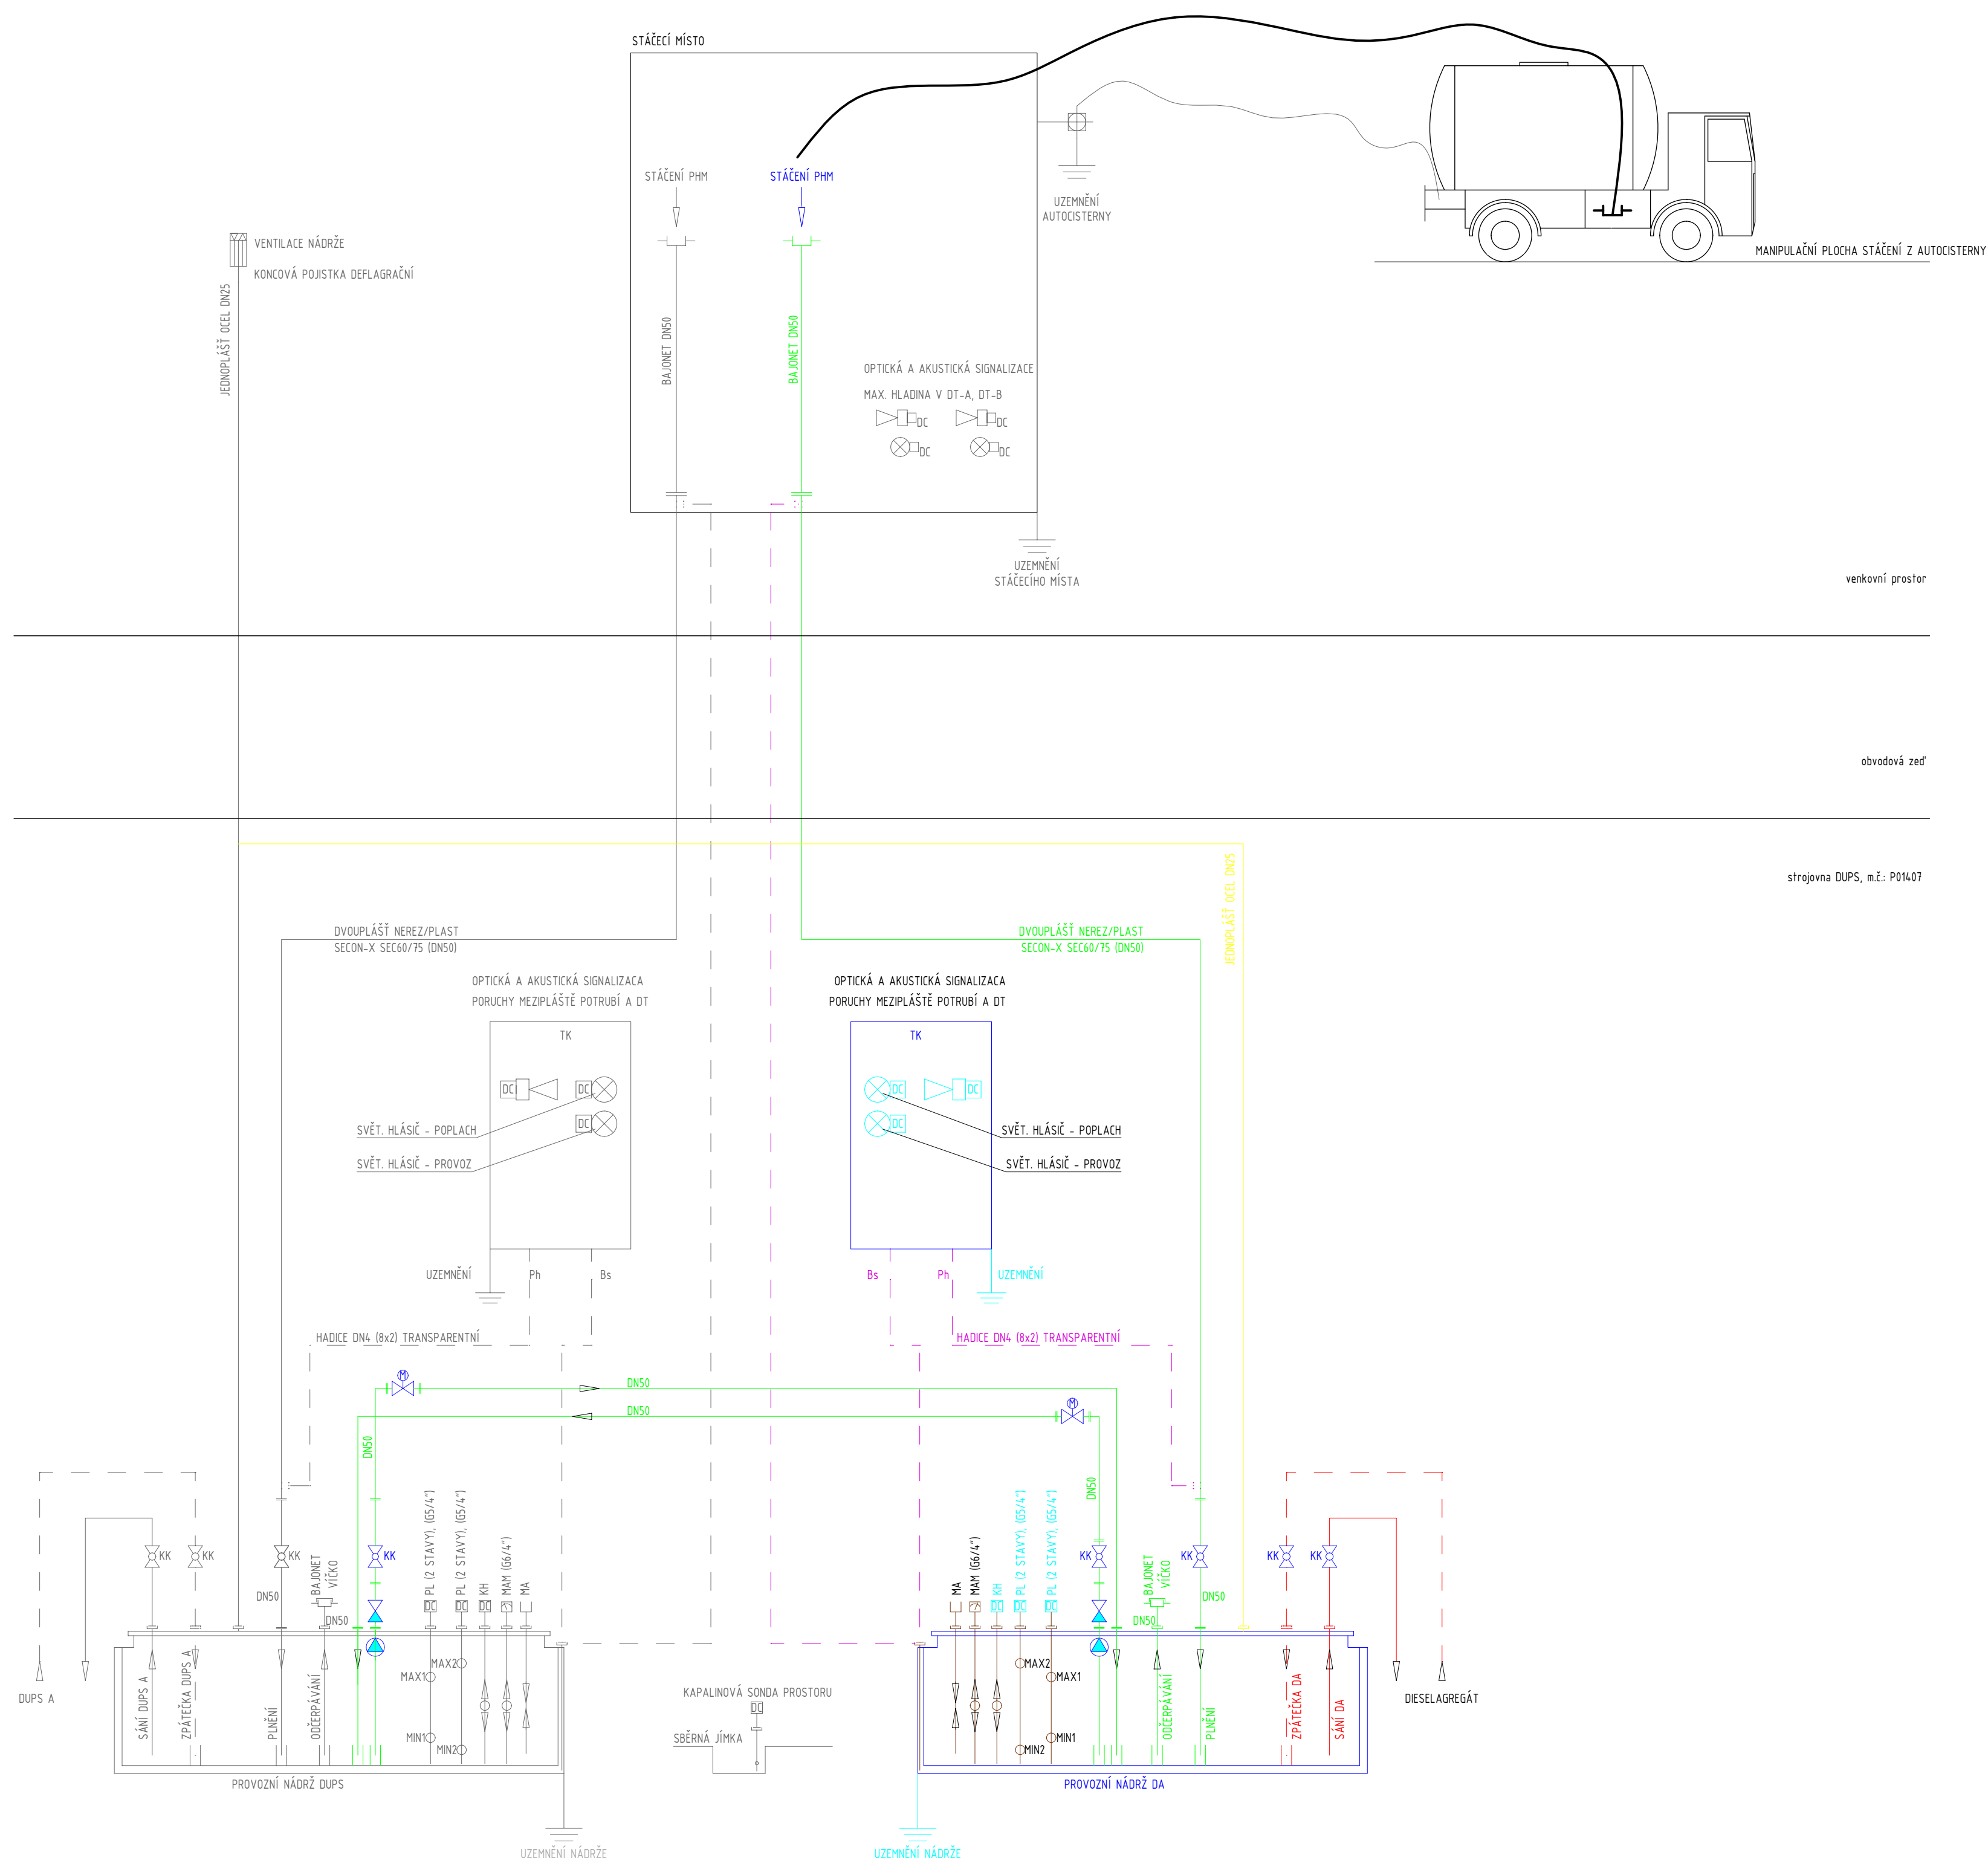 STÁČECÍ MÍSTO
STÁČENÍ PHM
STÁČENÍ PHM
UZEMNĚNÍ
AUTOCISTERNY
MANIPULAČNÍ PLOCHA STÁČENÍ Z AUTOCISTERNY
VENTILACE NÁDRŽE
KONCOVÁ POJISTKA DEFLAGRAČNÍ
JEDNOPLÁŠŤ OCEL DN25
BAJONET DN50
BAJONET DN50
OPTICKÁ A AKUSTICKÁ SIGNALIZACE
MAX. HLADINA V DT-A, DT-B
DC
DC
DC
DC
UZEMNĚNÍ
STÁČECÍHO MÍSTA
venkovní prostor
obvodová zeď
strojovna DUPS, m.č.: P01407
JEDNOPLÁŠŤ OCEL DN25
DVOUPLÁŠŤ NEREZ/PLAST
SECON-X SEC60/75 (DN50)
DVOUPLÁŠŤ NEREZ/PLAST
SECON-X SEC60/75 (DN50)
OPTICKÁ A AKUSTICKÁ SIGNALIZACA
PORUCHY MEZIPLÁŠTĚ POTRUBÍ A DT
OPTICKÁ A AKUSTICKÁ SIGNALIZACA
PORUCHY MEZIPLÁŠTĚ POTRUBÍ A DT
TK
TK
DC
DC
DC
DC
DC
DC
SVĚT. HLÁSIČ - POPLACH
SVĚT. HLÁSIČ - PROVOZ
SVĚT. HLÁSIČ - POPLACH
SVĚT. HLÁSIČ - PROVOZ
UZEMNĚNÍ
Ph
Bs
Bs
Ph
UZEMNĚNÍ
HADICE DN4 (8x2) TRANSPARENTNÍ
HADICE DN4 (8x2) TRANSPARENTNÍ
M
DN50
M
DN50
DN50
DN50
KK
KK
KK
BAJONET
VÍČKO
KK
DC PL (2 STAVY), (G5/4")
DC PL (2 STAVY), (G5/4")
DC KH
MAM (G6/4")
MA
DN50
DN50
MA
MAM (G6/4")
DC KH
DC PL (2 STAVY), (G5/4")
DC PL (2 STAVY), (G5/4")
KK
BAJONET
VÍČKO
KK
KK
KK
DN50
DN50
DUPS A
SÁNÍ DUPS A
ZPÁTEČKA DUPS A
PLNĚNÍ
ODČERPÁVÁNÍ
MAX2
MAX1
MIN1
MIN2
KAPALINOVÁ SONDA PROSTORU
DC
SBĚRNÁ JÍMKA
MAX2
MAX1
MIN1
MIN2
ODČERPÁVÁNÍ
PLNĚNÍ
ZPÁTEČKA DA
SÁNÍ DA
DIESELAGREGÁT
PROVOZNÍ NÁDRŽ DUPS
PROVOZNÍ NÁDRŽ DA
UZEMNĚNÍ NÁDRŽE
UZEMNĚNÍ NÁDRŽE